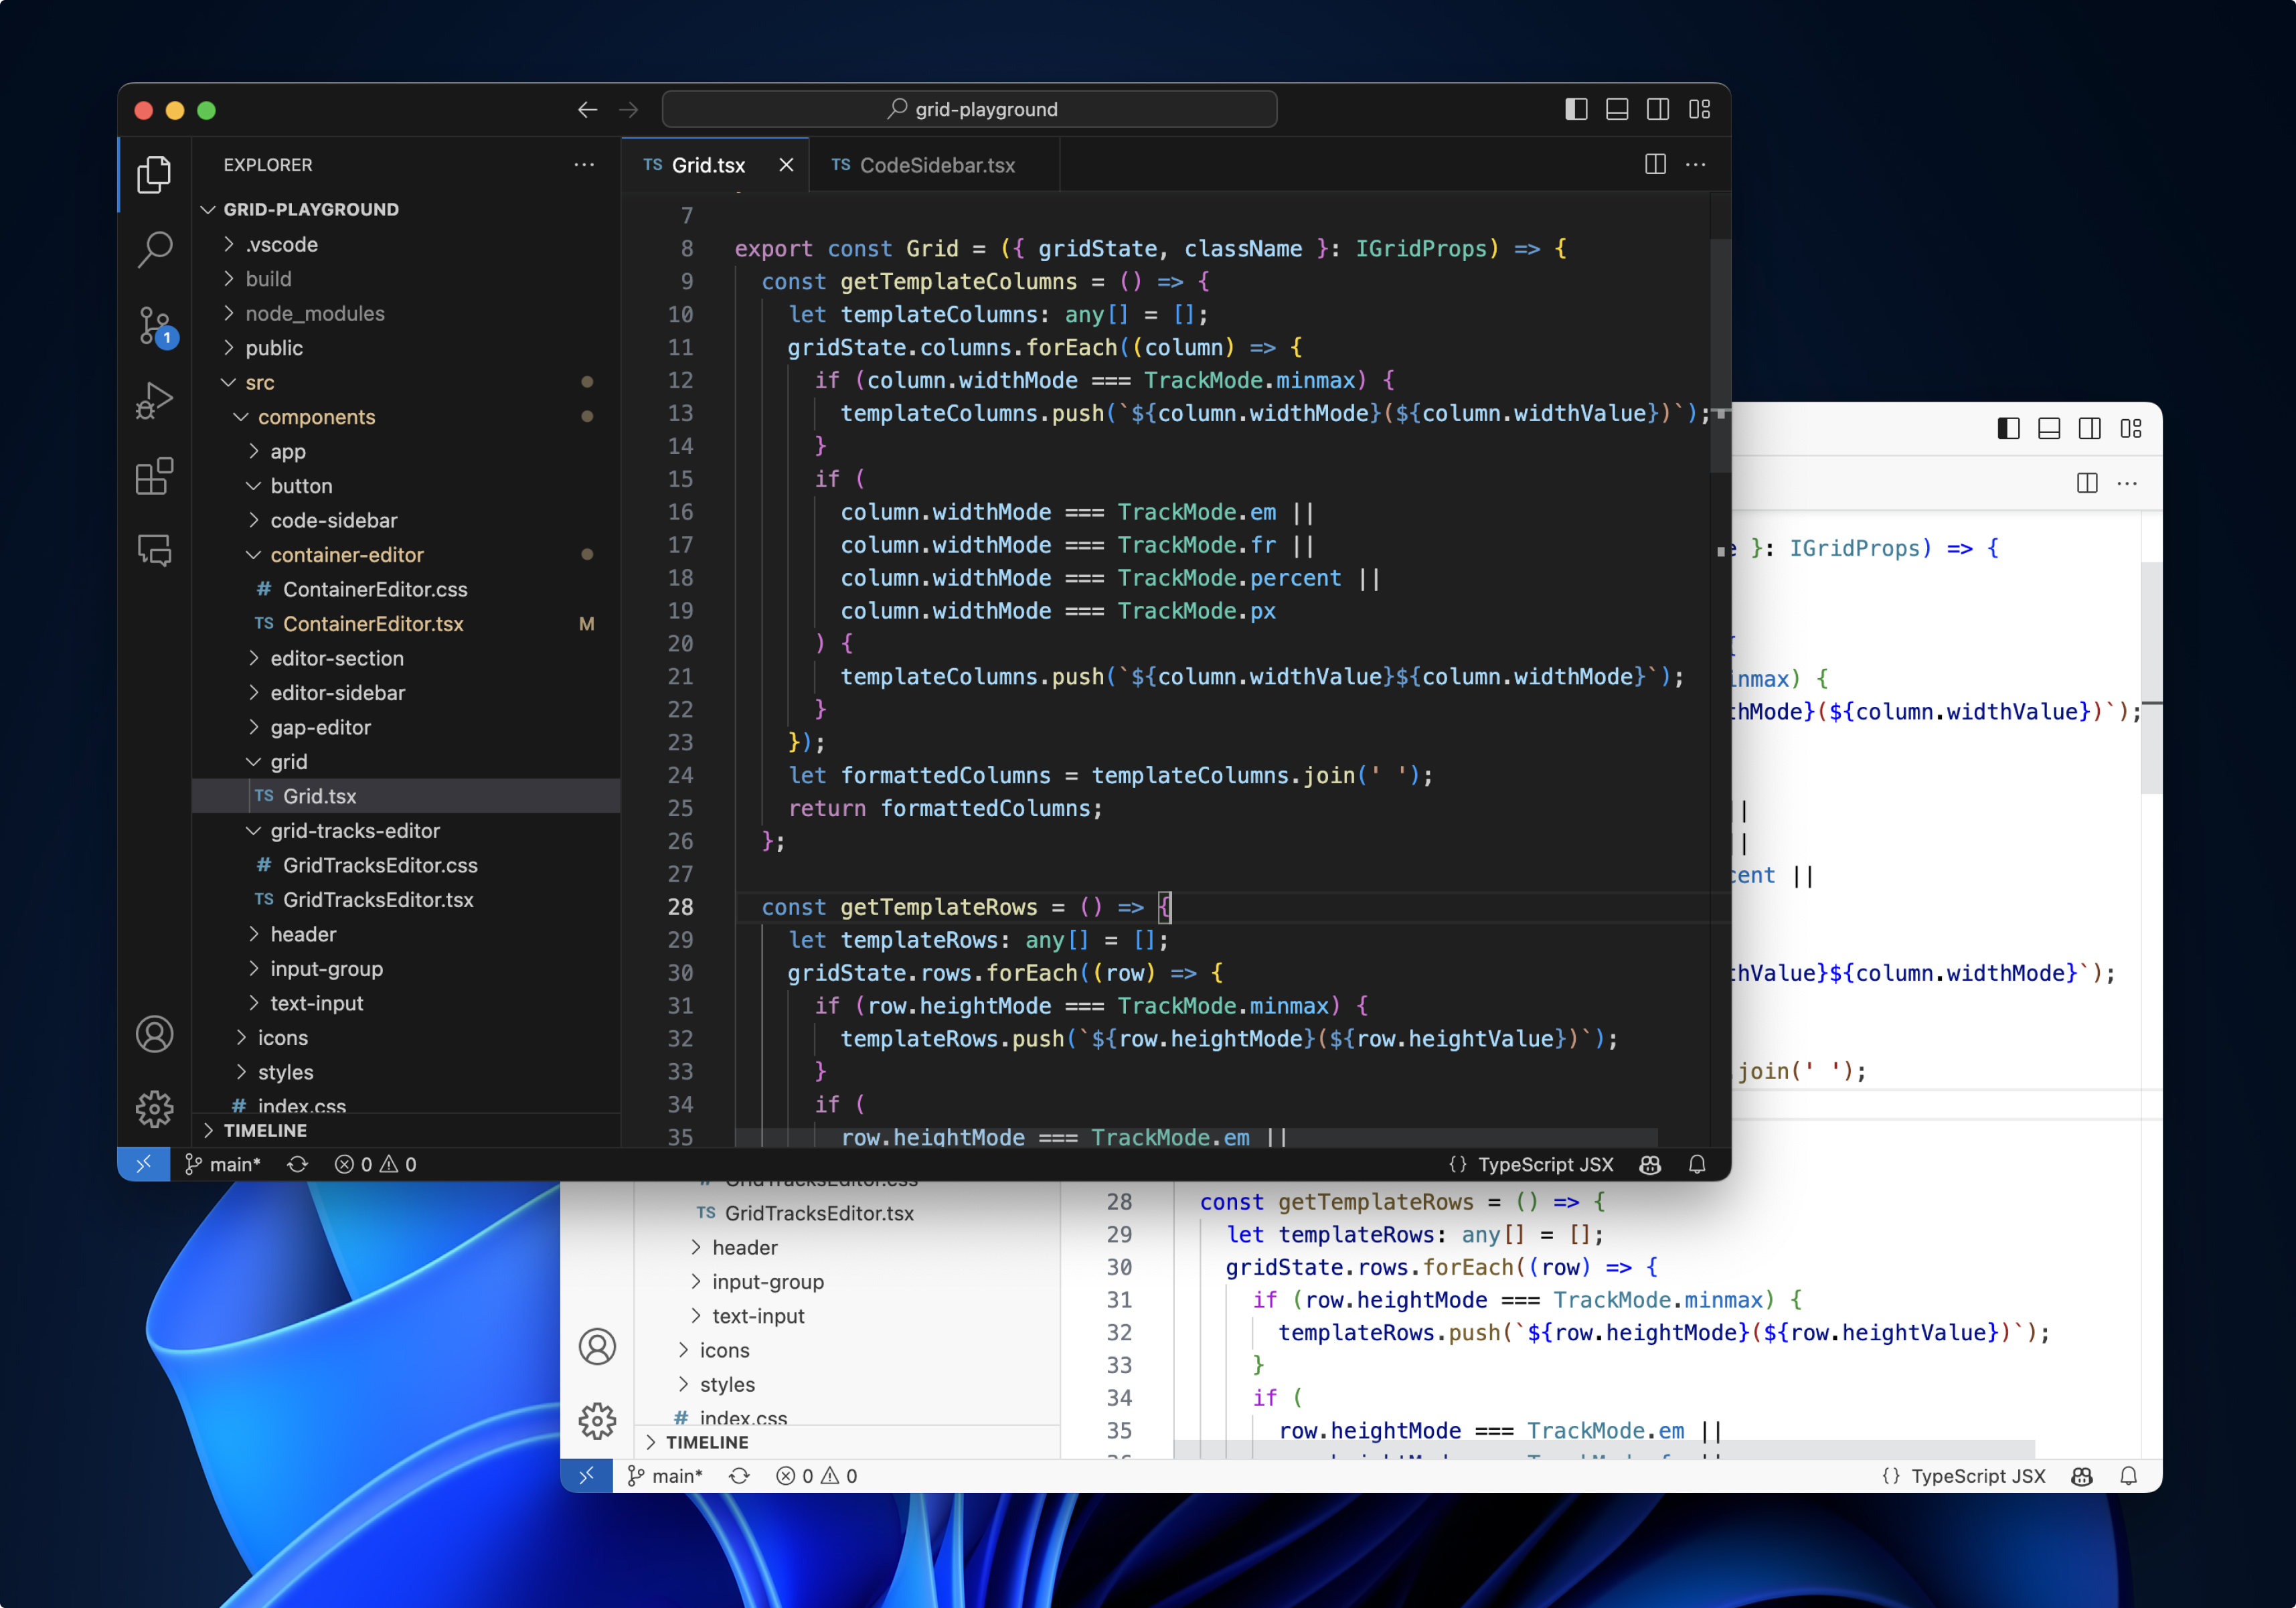 grid-playground
EXPLORER
GRID-PLAYGROUND
.vscode
build
node_modules
public
src
components
app
button
code-sidebar
container-editor
# ContainerEditor.css
TS ContainerEditor.tsx M
editor-section
editor-sidebar
gap-editor
grid
TS Grid.tsx
grid-tracks-editor
# GridTracksEditor.css
TS GridTracksEditor.tsx
header
input-group
text-input
icons
styles
# index.css
TIMELINE
1
TS Grid.tsx
TS CodeSidebar.tsx
7
8 export const Grid = ({ gridState, className }: IGridProps) => {
9 const getTemplateColumns = () => {
10 let templateColumns: any[] = [];
11 gridState.columns.forEach((column) => {
12 if (column.widthMode === TrackMode.minmax) {
13 templateColumns.push(`${column.widthMode}(${column.widthValue})`);
14 }
15 if (
16 column.widthMode === TrackMode.em ||
17 column.widthMode === TrackMode.fr ||
18 column.widthMode === TrackMode.percent ||
19 column.widthMode === TrackMode.px
20 ) {
21 templateColumns.push(`${column.widthValue}${column.widthMode}`);
22 }
23 });
24 let formattedColumns = templateColumns.join(' ');
25 return formattedColumns;
26 };
27
28 const getTemplateRows = () => {
29 let templateRows: any[] = [];
30 gridState.rows.forEach((row) => {
31 if (row.heightMode === TrackMode.minmax) {
32 templateRows.push(`${row.heightMode}(${row.heightValue})`);
33 }
34 if (
35 row.heightMode === TrackMode.em ||
main* 0 0
{} TypeScript JSX
}: IGridProps) => {
{
inmax) {
thMode}(${column.widthValue})`);
||
||
cent ||
thValue}${column.widthMode}`);
.join(' ');
# GridTracksEditor.css
TS GridTracksEditor.tsx
header
input-group
text-input
icons
styles
# index.css
TIMELINE
28 const getTemplateRows = () => {
29 let templateRows: any[] = [];
30 gridState.rows.forEach((row) => {
31 if (row.heightMode === TrackMode.minmax) {
32 templateRows.push(`${row.heightMode}(${row.heightValue})`);
33 }
34 if (
35 row.heightMode === TrackMode.em ||
main* 0 0
{} TypeScript JSX